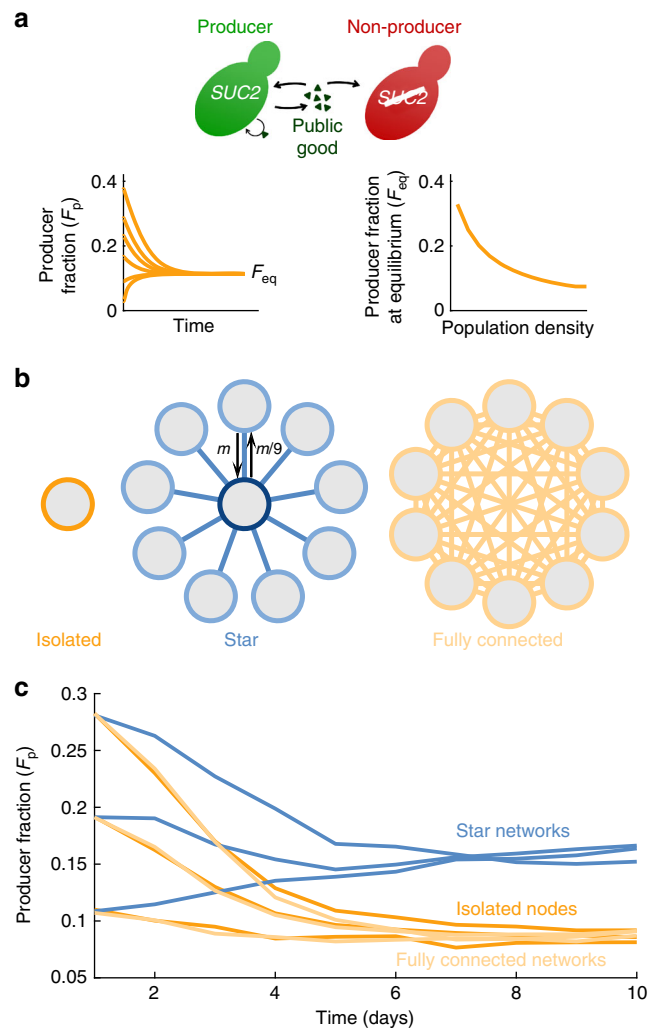 a
Producer
Non-producer
SUC2
SUC2
Public
good
0.4
0.2
0
Producer
fraction (Fp)
Feq
Time
0.4
0.2
0
Producer fraction
at equilibrium (Feq)
Population density
b
m
m/9
Isolated
Star
Fully connected
c
0.3
0.25
0.2
0.15
0.1
0.05
Producer fraction (Fp)
Star networks
Isolated nodes
Fully connected networks
2
4
6
8
10
Time (days)